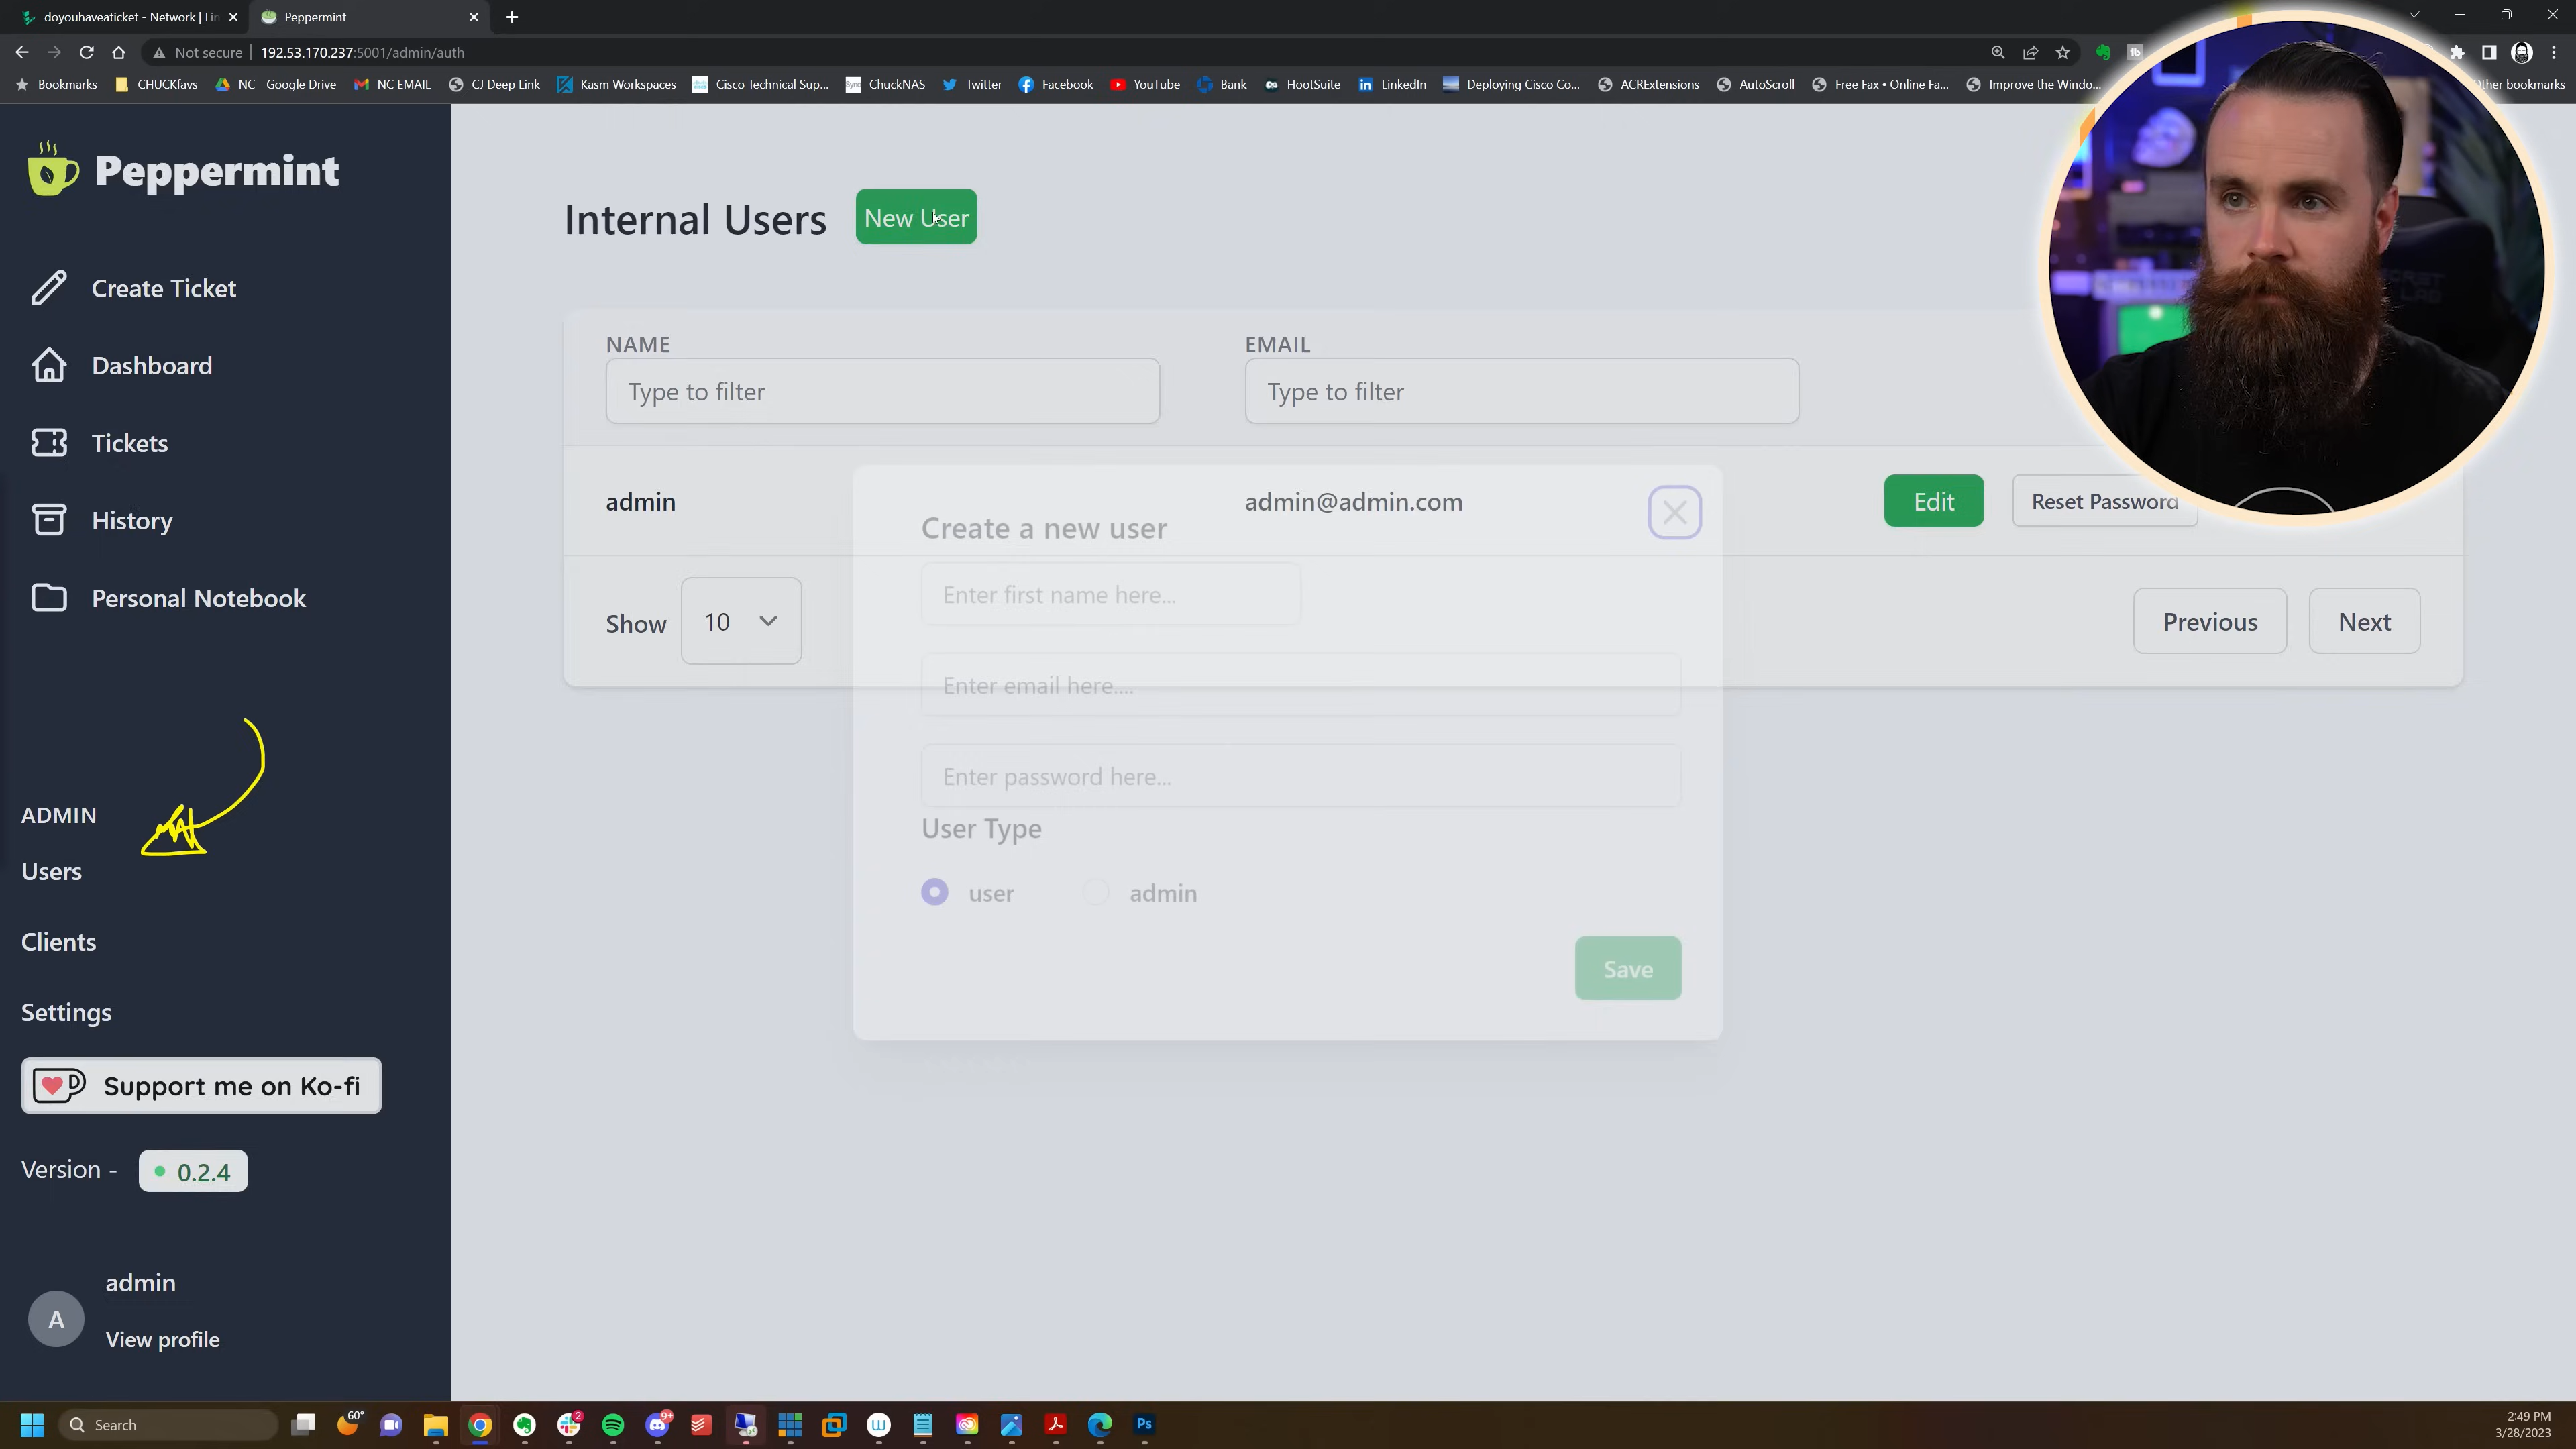 doyouhaveaticket - Network | Lin
Peppermint
Not secure
192.53.170.237:5001/admin/auth
Bookmarks
CHUCKfavs
NC - Google Drive
NC EMAIL
CJ Deep Link
Kasm Workspaces
Cisco Technical Sup...
ChuckNAS
Twitter
Facebook
YouTube
Bank
HootSuite
LinkedIn
Deploying Cisco Co...
ACRExtensions
AutoScroll
Free Fax • Online Fa...
Improve the Windo...
Other bookmarks
Peppermint
Create Ticket
Dashboard
Tickets
History
Personal Notebook
ADMIN
Users
Clients
Settings
Support me on Ko-fi
Version - 0.2.4
A
admin
View profile
Internal Users
New User
NAME
EMAIL
Type to filter
Type to filter
admin
admin@admin.com
Edit
Reset Password
Show 10
Previous
Next
Create a new user
Enter first name here...
Enter email here....
Enter password here...
User Type
user
admin
Save
Search
60°
2
9+
Ps
2:49 PM
3/28/2023